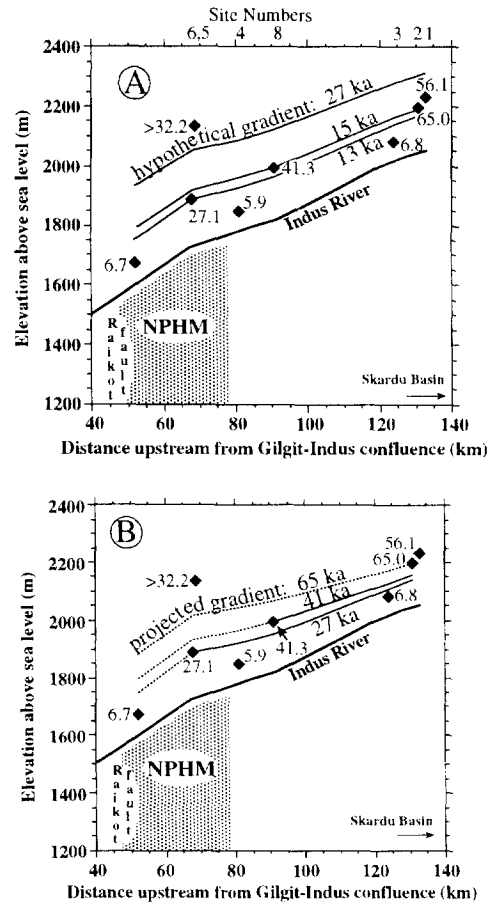 Site Numbers
6,5 4 8 3 2 1
2400
A
2200
2000
1800
1600
1400
1200
Elevation above sea level (m)
hypothetical gradient: 27 ka
15 ka
13 ka
>32.2
56.1
65.0
6.8
41.3
27.1
5.9
6.7
Indus River
NPHM
Raikot
fault
Skardu Basin
40 60 80 100 120 140
Distance upstream from Gilgit-Indus confluence (km)
2400
B
2200
2000
1800
1600
1400
1200
Elevation above sea level (m)
projected gradient: 65 ka
41 ka
27 ka
>32.2
56.1
65.0
6.8
41.3
27.1
5.9
6.7
Indus River
NPHM
Raikot
fault
Skardu Basin
40 60 80 100 120 140
Distance upstream from Gilgit-Indus confluence (km)